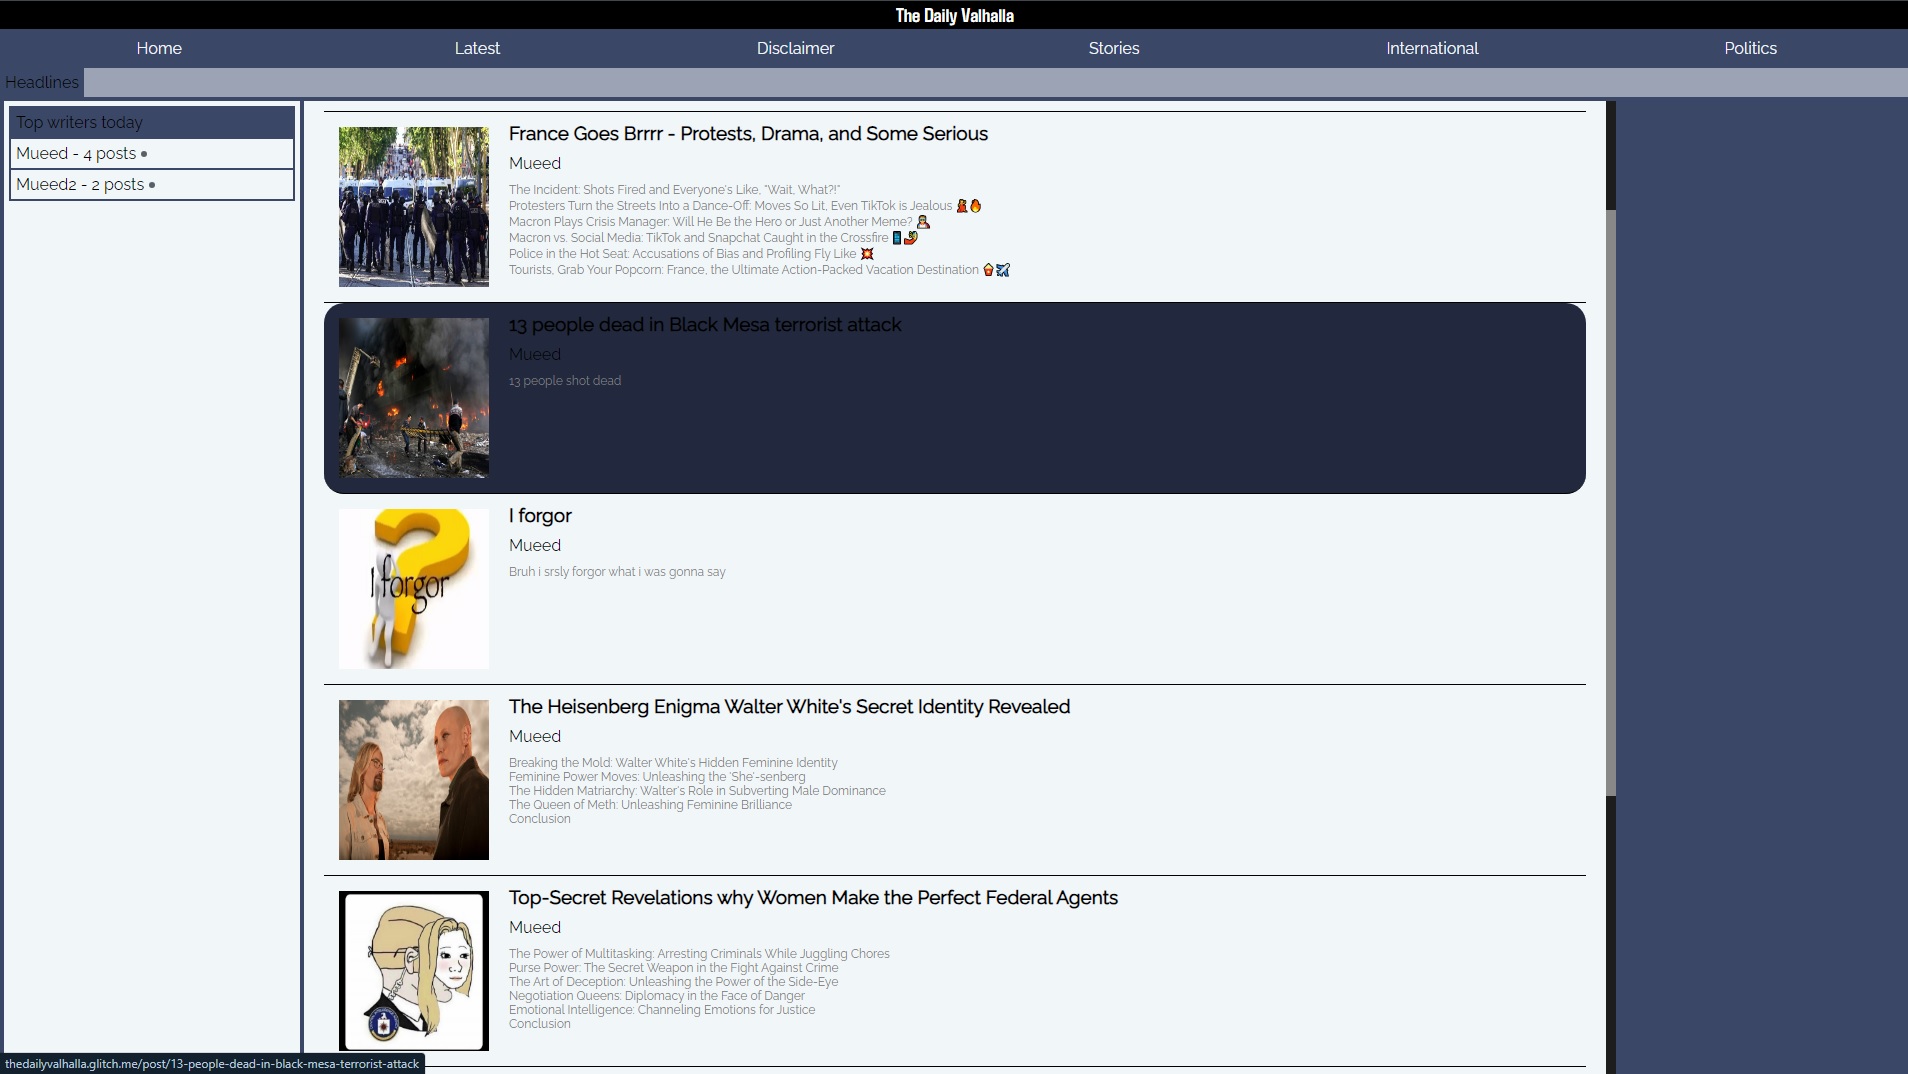 The Daily Valhalla
Home Latest Disclaimer Stories International Politics
Headlines
Top writers today
Mueed - 4 posts
Mueed2 - 2 posts
France Goes Brrrr - Protests, Drama, and Some Serious
Mueed
The Incident: Shots Fired and Everyone's Like, "Wait, What?!"
Protesters Turn the Streets Into a Dance-Off: Moves So Lit, Even TikTok is Jealous 💃🔥
Macron Plays Crisis Manager: Will He Be the Hero or Just Another Meme?
Macron vs. Social Media: TikTok and Snapchat Caught in the Crossfire 📱🤳
Police in the Hot Seat: Accusations of Bias and Profiling Fly Like 💥
Tourists, Grab Your Popcorn: France, the Ultimate Action-Packed Vacation Destination 🍿✈️
13 people dead in Black Mesa terrorist attack
Mueed
13 people shot dead
I forgor
I forgor
Mueed
Bruh i srsly forgor what i was gonna say
The Heisenberg Enigma Walter White's Secret Identity Revealed
Mueed
Breaking the Mold: Walter White's Hidden Feminine Identity
Feminine Power Moves: Unleashing the 'She'-senberg
The Hidden Matriarchy: Walter's Role in Subverting Male Dominance
The Queen of Meth: Unleashing Feminine Brilliance
Conclusion
Top-Secret Revelations why Women Make the Perfect Federal Agents
Mueed
The Power of Multitasking: Arresting Criminals While Juggling Chores
Purse Power: The Secret Weapon in the Fight Against Crime
The Art of Deception: Unleashing the Power of the Side-Eye
Negotiation Queens: Diplomacy in the Face of Danger
Emotional Intelligence: Channeling Emotions for Justice
Conclusion
thedailyvalhalla.glitch.me/post/13-people-dead-in-black-mesa-terrorist-attack